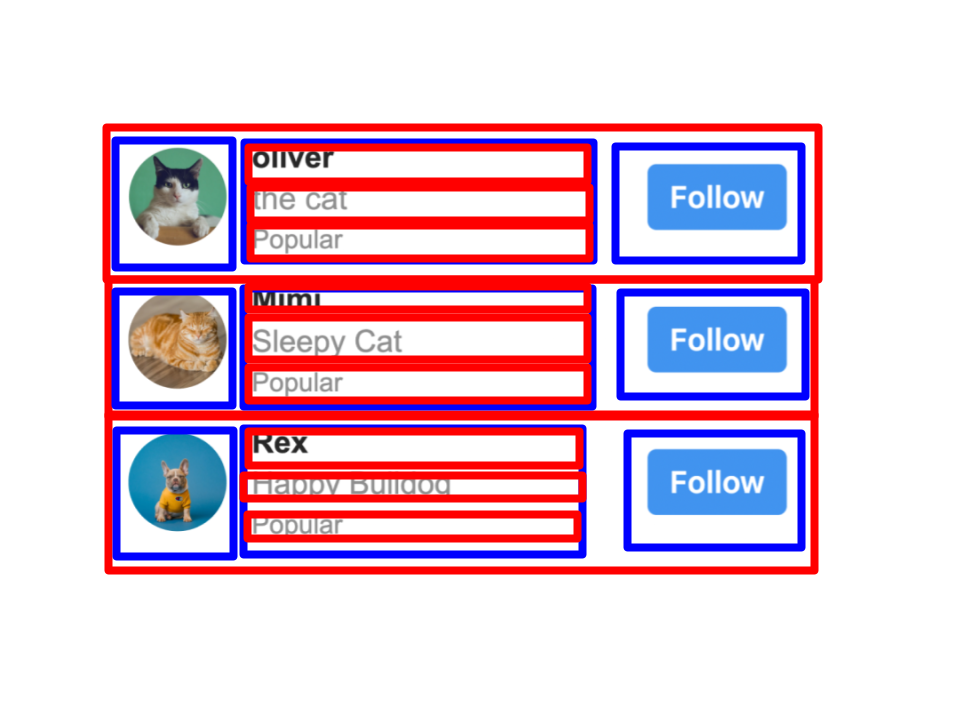 oliver
the cat
Popular
Follow
Mimi
Sleepy Cat
Popular
Follow
Rex
Happy Bulldog
Popular
Follow